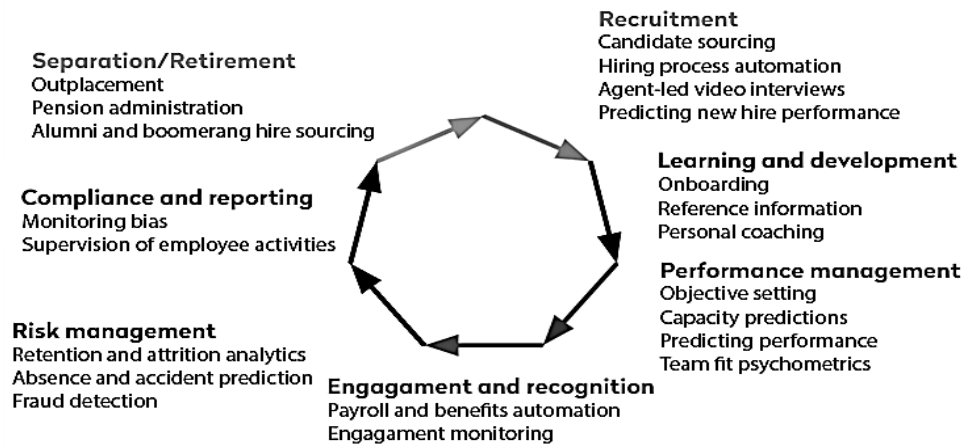 Recruitment
Candidate sourcing
Hiring process automation
Agent-led video interviews
Predicting new hire performance
Learning and development
Onboarding
Reference information
Personal coaching
Performance management
Objective setting
Capacity predictions
Predicting performance
Team fit psychometrics
Engagament and recognition
Payroll and benefits automation
Engagament monitoring
Risk management
Retention and attrition analytics
Absence and accident prediction
Fraud detection
Compliance and reporting
Monitoring bias
Supervision of employee activities
Separation/Retirement
Outplacement
Pension administration
Alumni and boomerang hire sourcing